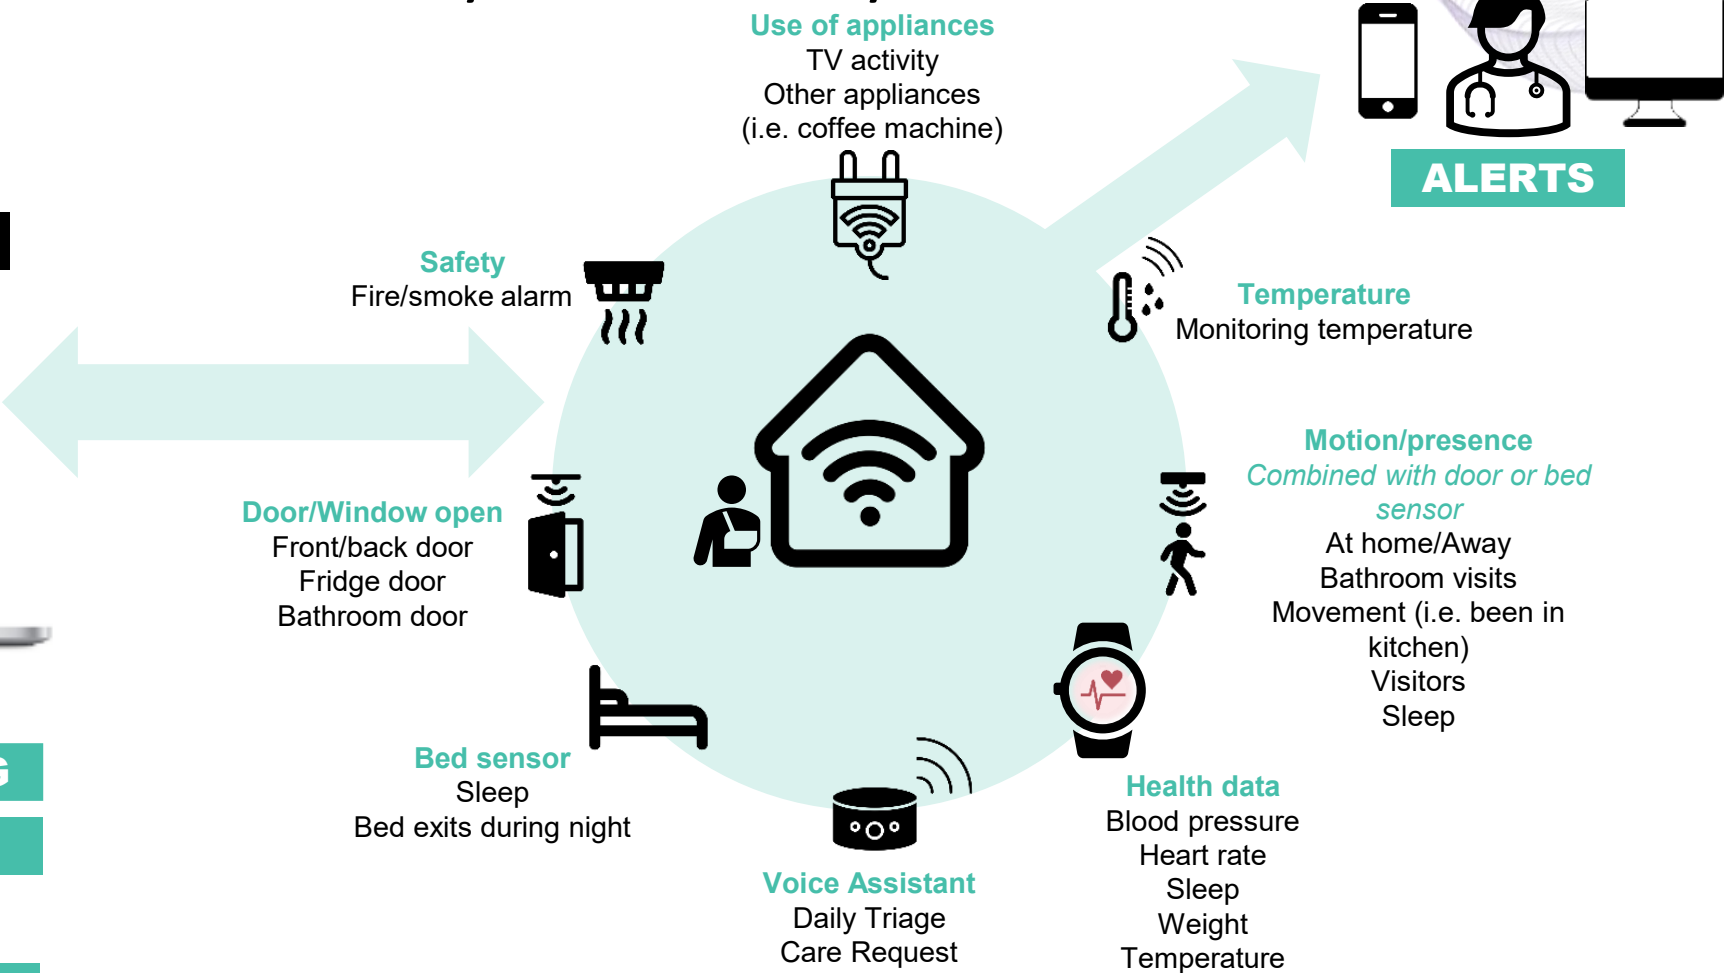 Use of appliances
TV activity
Other appliances
(i.e. coffee machine)
ALERTS
Safety
Fire/smoke alarm
Temperature
Monitoring temperature
Motion/presence
Combined with door or bed
sensor
At home/Away
Bathroom visits
Movement (i.e. been in
kitchen)
Visitors
Sleep
Door/Window open
Front/back door
Fridge door
Bathroom door
Bed sensor
Sleep
Bed exits during night
G
Voice Assistant
Daily Triage
Care Request
Health data
Blood pressure
Heart rate
Sleep
Weight
Temperature